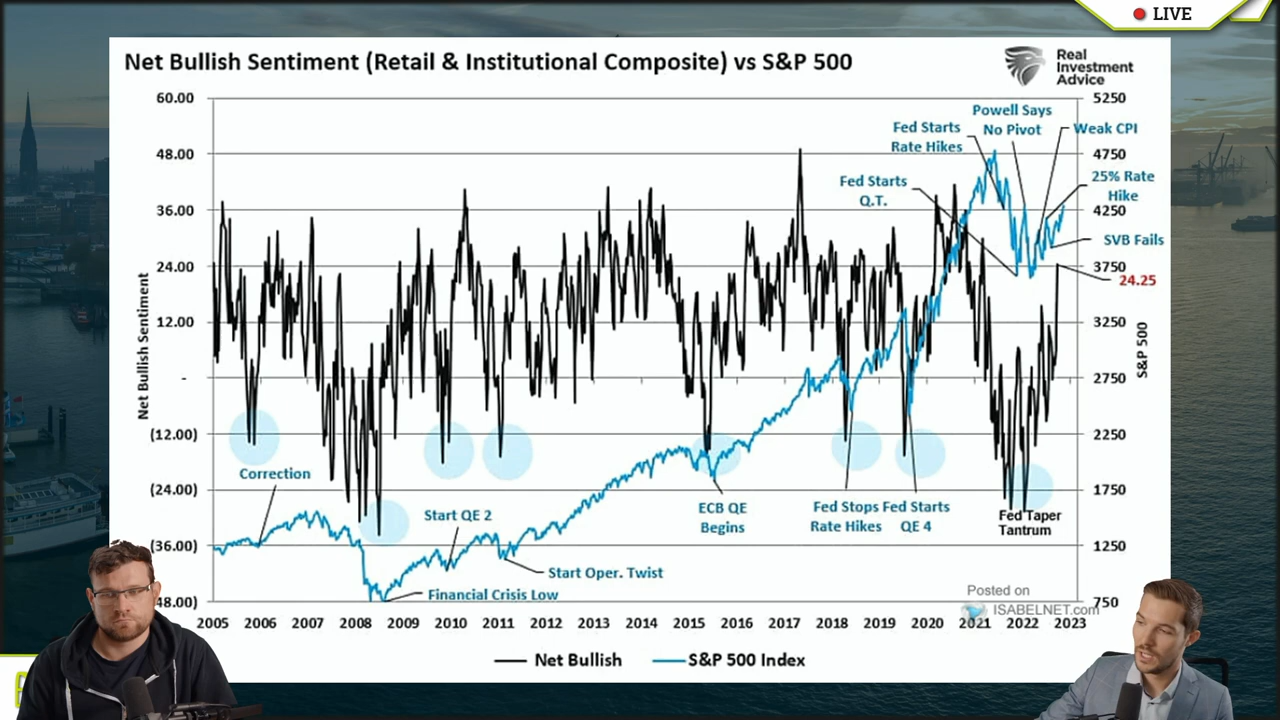 LIVE
Net Bullish Sentiment (Retail & Institutional Composite) vs S&P 500
Real
Investment
Advice
60.00
48.00
36.00
24.00
12.00
-
(12.00)
(24.00)
(36.00)
48.00)
Net Bullish Sentiment
5250
4750
4250
3750
3250
2750
2250
1750
1250
750
S&P 500
Powell Says
No Pivot
Fed Starts
Rate Hikes
Weak CPI
Fed Starts
Q.T.
25% Rate
Hike
SVB Fails
24.25
Correction
Start QE 2
ECB QE
Begins
Fed Stops
Rate Hikes
Fed Starts
QE 4
Fed Taper
Tantrum
Start Oper. Twist
Financial Crisis Low
Posted on
ISABELNET.com
2005 2006 2007 2008 2009 2010 2011 2012 2013 2014 2015 2016 2017 2018 2019 2020 2021 2022 2023
Net Bullish
S&P 500 Index